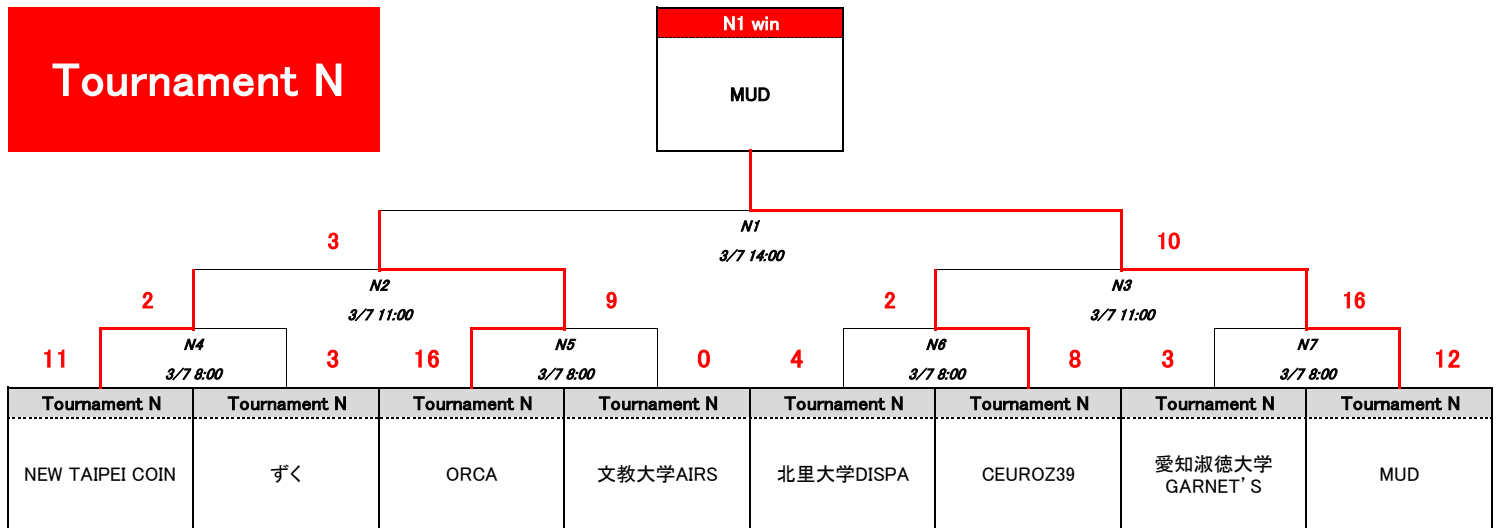 N1 win
Tournament N
MUD
N1
3
10
3/7 14:00
N2
N3
2
9
2
16
3/7 11:00
3/7 11:00
N4
N5
N6
N7
11
3
16
0
4
8
3
12
3/7 8:00
3/7 8:00
3/7 8:00
3/7 8:00
Tournament N
Tournament N
Tournament N
Tournament N
Tournament N
Tournament N
Tournament N
Tournament N
NEW TAIPEI COIN
ずく
ORCA
文教大学AIRS
北里大学DISPA
CEUROZ39
愛知淑徳大学
GARNET'S
MUD